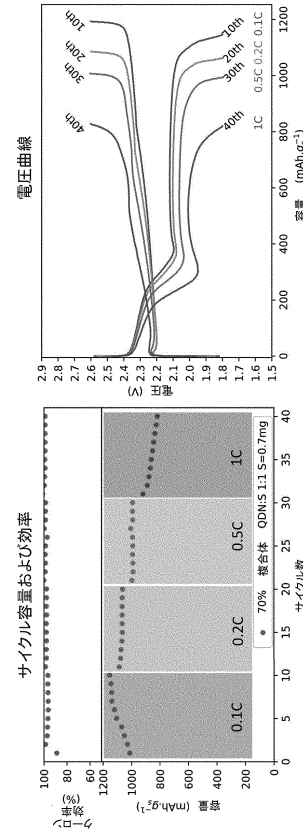 サイクル容量および効率
クーロン
効率
(%)
100
80
60
1200
1000
800
600
400
200
0
容量 (mAh.gs⁻¹)
0.1C
0.2C
0.5C
1C
70% 複合体 QDN:S 1:1 S=0.7mg
0 5 10 15 20 25 30 35 40
サイクル数
電圧曲線
2.9
2.8
2.7
2.6
2.5
2.4
2.3
2.2
2.1
2.0
1.9
1.8
1.7
1.6
1.5
電圧 (V)
40th
30th
20th
10th
10th
20th
30th
40th
1C 0.5C 0.2C 0.1C
0 200 400 600 800 1000 1200
容量 (mAh.g⁻¹)